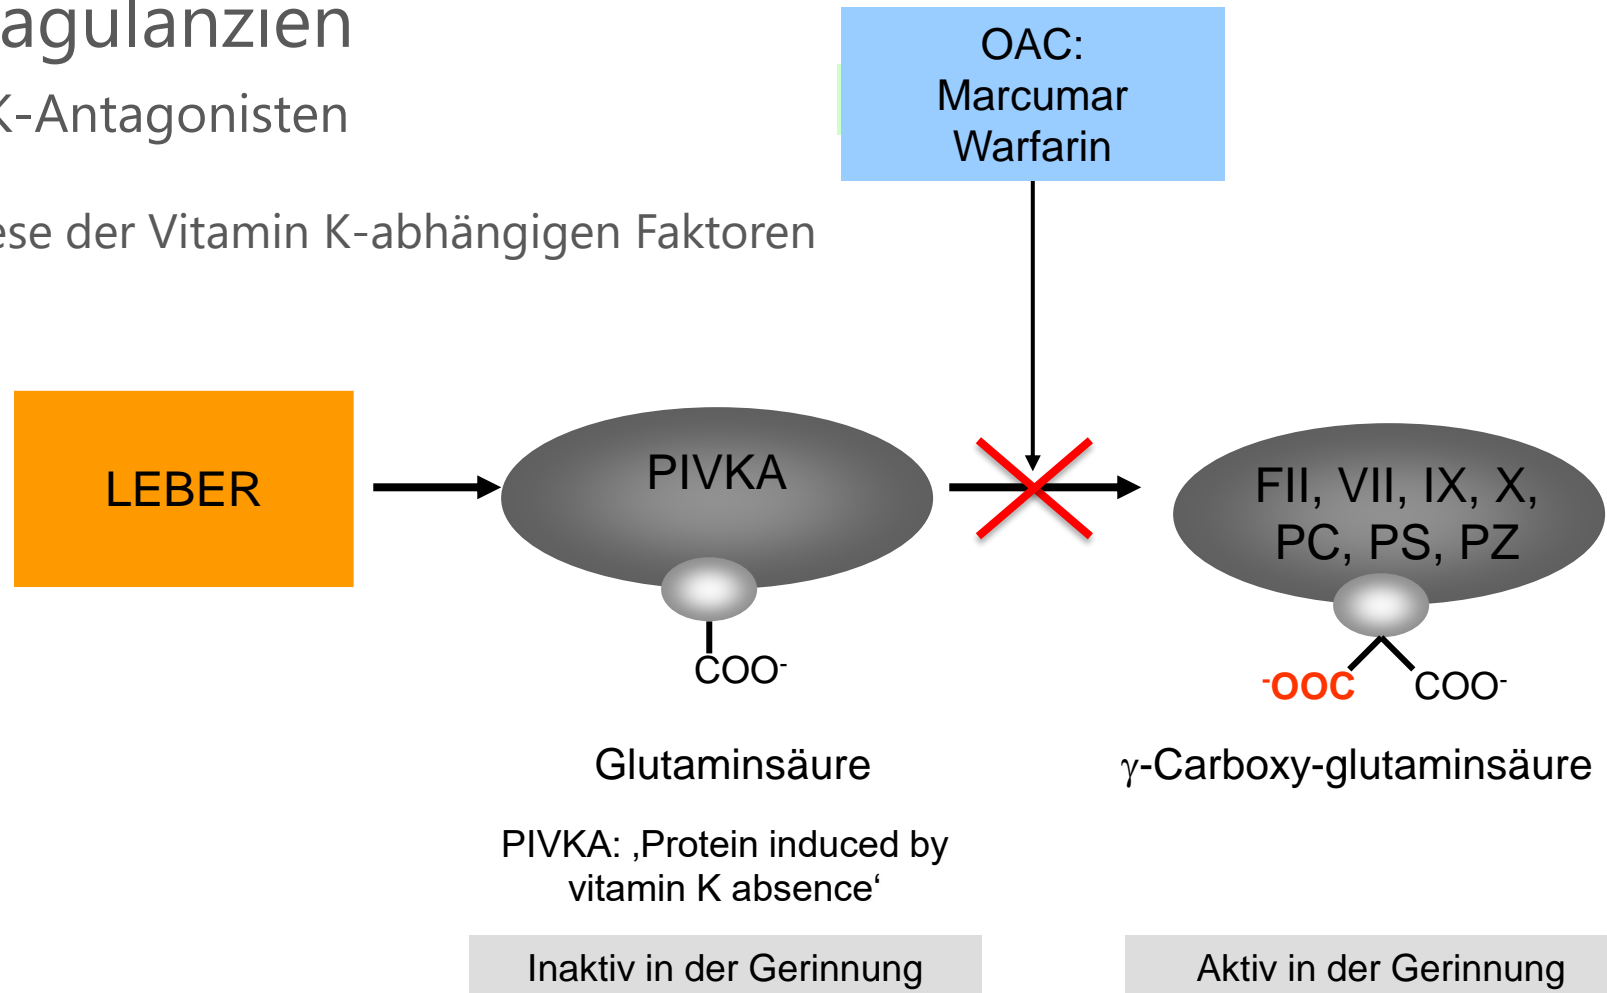 agulanzien
K-Antagonisten
ese der Vitamin K-abhängigen Faktoren
OAC:
Marcumar
Warfarin
LEBER
PIVKA
FII, VII, IX, X,
PC, PS, PZ
COO-
-OOC COO-
Glutaminsäure
γ-Carboxy-glutaminsäure
PIVKA: ‚Protein induced by
vitamin K absence‘
Inaktiv in der Gerinnung
Aktiv in der Gerinnung